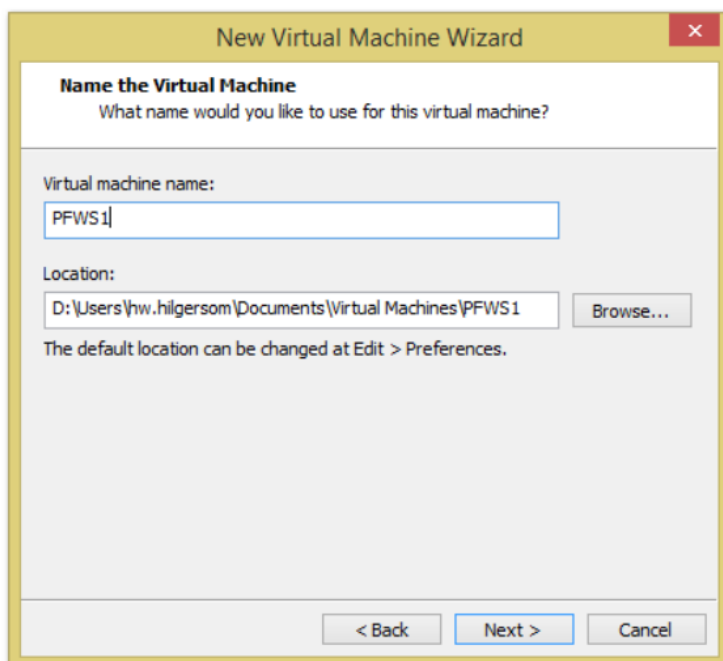 New Virtual Machine Wizard
Name the Virtual Machine
What name would you like to use for this virtual machine?
Virtual machine name:
PFWS1
Location:
D:\Users\hw.hilgersom\Documents\Virtual Machines\PFWS1
Browse...
The default location can be changed at Edit > Preferences.
< Back
Next >
Cancel